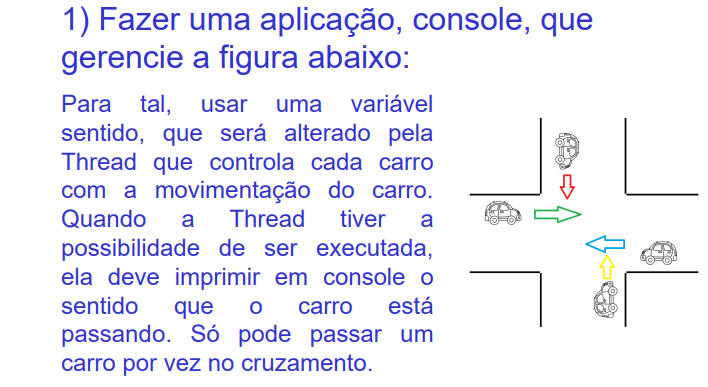 1) Fazer uma aplicação, console, que
gerencie a figura abaixo:
Para tal, usar uma variável
sentido, que será alterado pela
Thread que controla cada carro
com a movimentação do carro.
Quando a Thread tiver a
possibilidade de ser executada,
ela deve imprimir em console o
sentido que o carro está
passando. Só pode passar um
carro por vez no cruzamento.